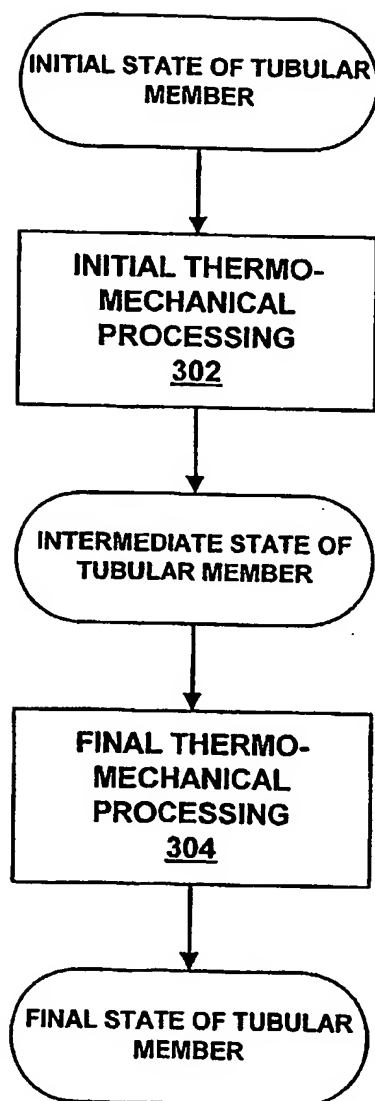 INITIAL STATE OF TUBULAR
MEMBER
INITIAL THERMO-
MECHANICAL
PROCESSING
302
INTERMEDIATE STATE OF
TUBULAR MEMBER
FINAL THERMO-
MECHANICAL
PROCESSING
304
FINAL STATE OF TUBULAR
MEMBER